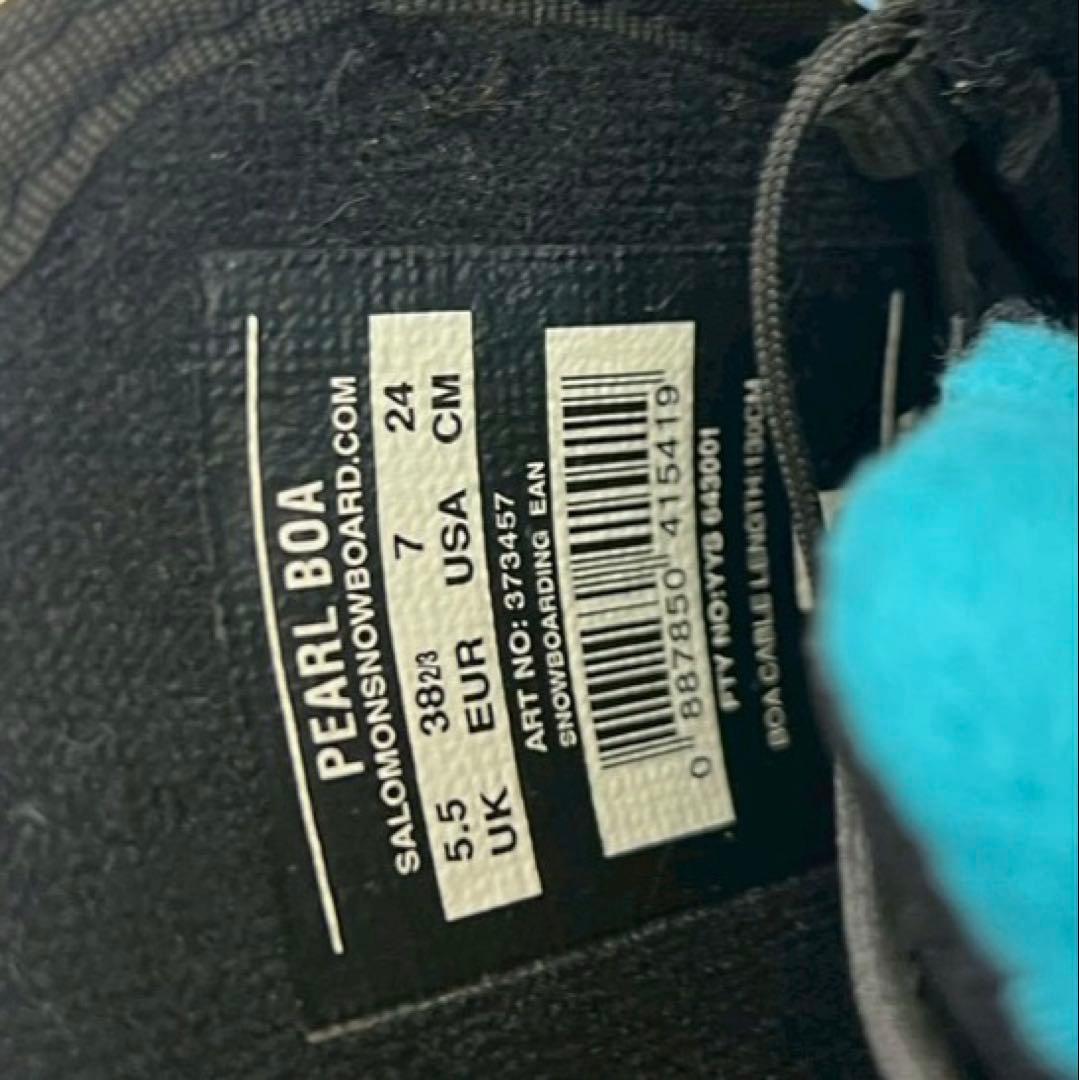 PEARL BOA
SALOMONSNOWBOARD.COM
5.5 38 2/3 7 24
UK EUR USA CM
ART NO: 373457
SNOWBOARDING EAN
0 887850 415419
FTY NO:YYS 643001
BOA CABLE LENGTH 130CM